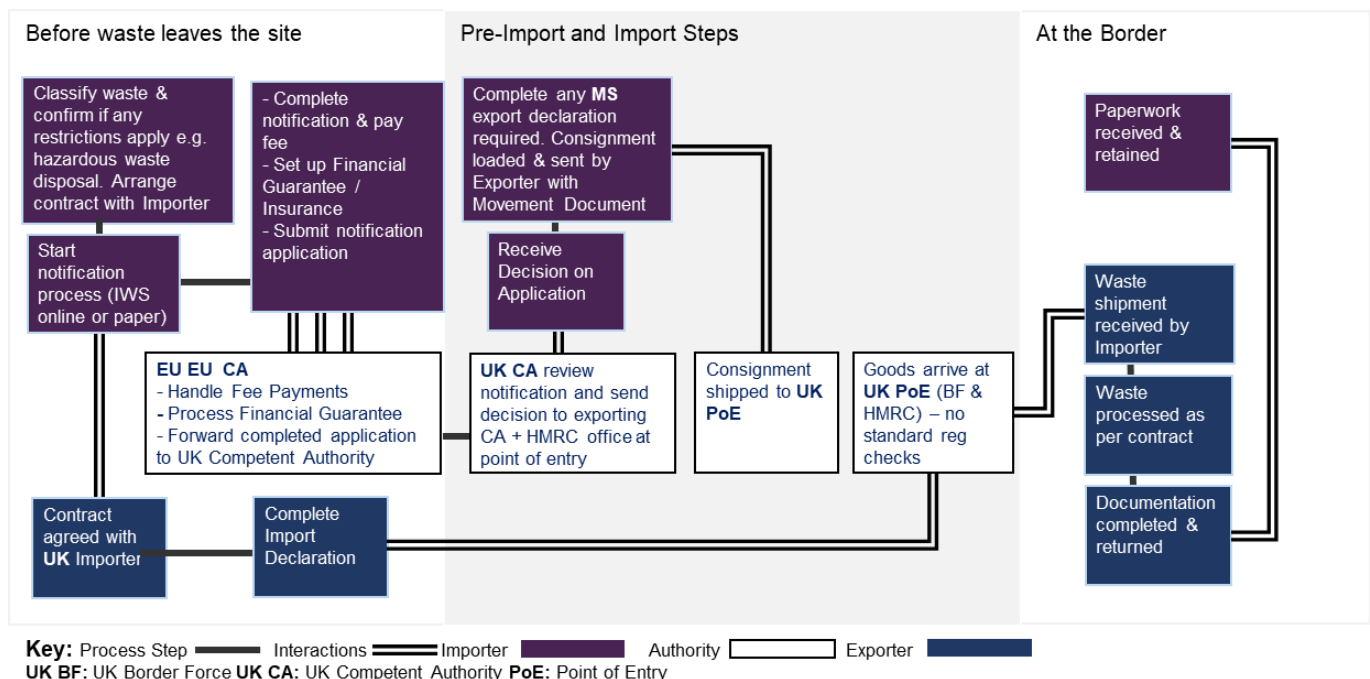 Before waste leaves the site
Classify waste &
confirm if any
restrictions apply e.g.
hazardous waste
disposal. Arrange
contract with Importer
- Complete
notification & pay
fee
- Set up Financial
Guarantee /
Insurance
- Submit notification
application
Start
notification
process (IWS
online or paper)
EU EU CA
- Handle Fee Payments
- Process Financial Guarantee
- Forward completed application
to UK Competent Authority
Contract
agreed with
UK Importer
Complete
Import
Declaration
Pre-Import and Import Steps
Complete any MS
export declaration
required. Consignment
loaded & sent by
Exporter with
Movement Document
Receive
Decision on
Application
UK CA review
notification and send
decision to exporting
CA + HMRC office at
point of entry
Consignment
shipped to UK
PoE
Goods arrive at
UK PoE (BF &
HMRC) – no
standard reg
checks
At the Border
Paperwork
received &
retained
Waste
shipment
received by
Importer
Waste
processed as
per contract
Documentation
completed &
returned
Key: Process Step Interactions Importer Authority Exporter
UK BF: UK Border Force UK CA: UK Competent Authority PoE: Point of Entry